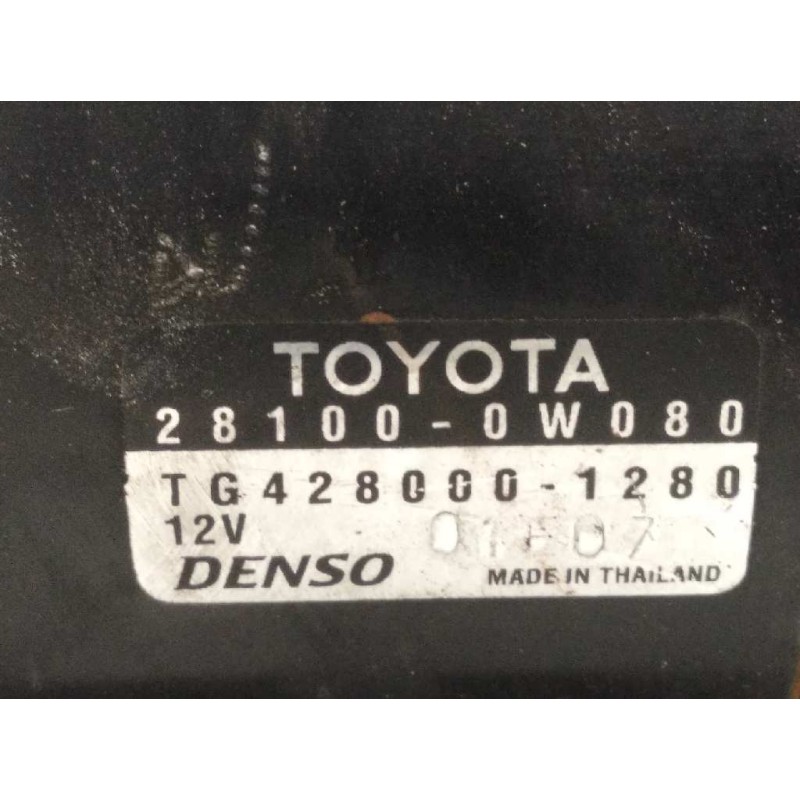 TOYOTA
28100-0W080
TG428000-1280
12V
DENSO MADE IN THAILAND